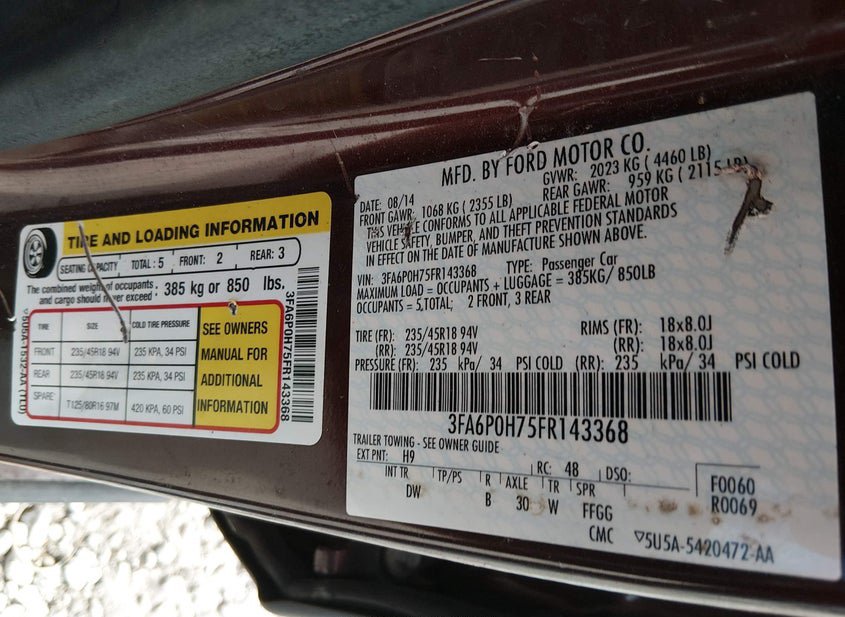 TIRE AND LOADING INFORMATION
SEATING CAPACITY TOTAL: 5 FRONT: 2 REAR: 3
The combined weight of occupants and cargo should never exceed: 385 kg or 850 lbs.
TIRE SIZE COLD TIRE PRESSURE
FRONT 235/45R18 94V 235 KPA, 34 PSI
REAR 235/45R18 94V 235 KPA, 34 PSI
SPARE T125/80R16 97M 420 KPA, 60 PSI
SEE OWNERS
MANUAL FOR
ADDITIONAL
INFORMATION
5U5A-1532-AA (TLU)
3FA6P0H75FR143368
MFD. BY FORD MOTOR CO.
DATE: 08/14 GVWR: 2023 KG ( 4460 LB)
FRONT GAWR: 1068 KG ( 2355 LB) REAR GAWR: 959 KG ( 2115 LB)
THIS VEHICLE CONFORMS TO ALL APPLICABLE FEDERAL MOTOR
VEHICLE SAFETY, BUMPER, AND THEFT PREVENTION STANDARDS
IN EFFECT ON THE DATE OF MANUFACTURE SHOWN ABOVE.
VIN: 3FA6P0H75FR143368 TYPE: Passenger Car
MAXIMUM LOAD = OCCUPANTS + LUGGAGE = 385KG/ 850LB
OCCUPANTS = 5,TOTAL; 2 FRONT, 3 REAR
TIRE (FR): 235/45R18 94V RIMS (FR): 18x8.0J
(RR): 235/45R18 94V (RR): 18x8.0J
PRESSURE (FR): 235 kPa/ 34 PSI COLD (RR): 235 kPa/ 34 PSI COLD
3FA6P0H75FR143368
TRAILER TOWING - SEE OWNER GUIDE
EXT PNT: H9 RC: 48 DSO:
INT TR TP/PS R AXLE TR SPR
DW B 30 W FFGG
CMC
F0060
R0069
5U5A-5420472-AA